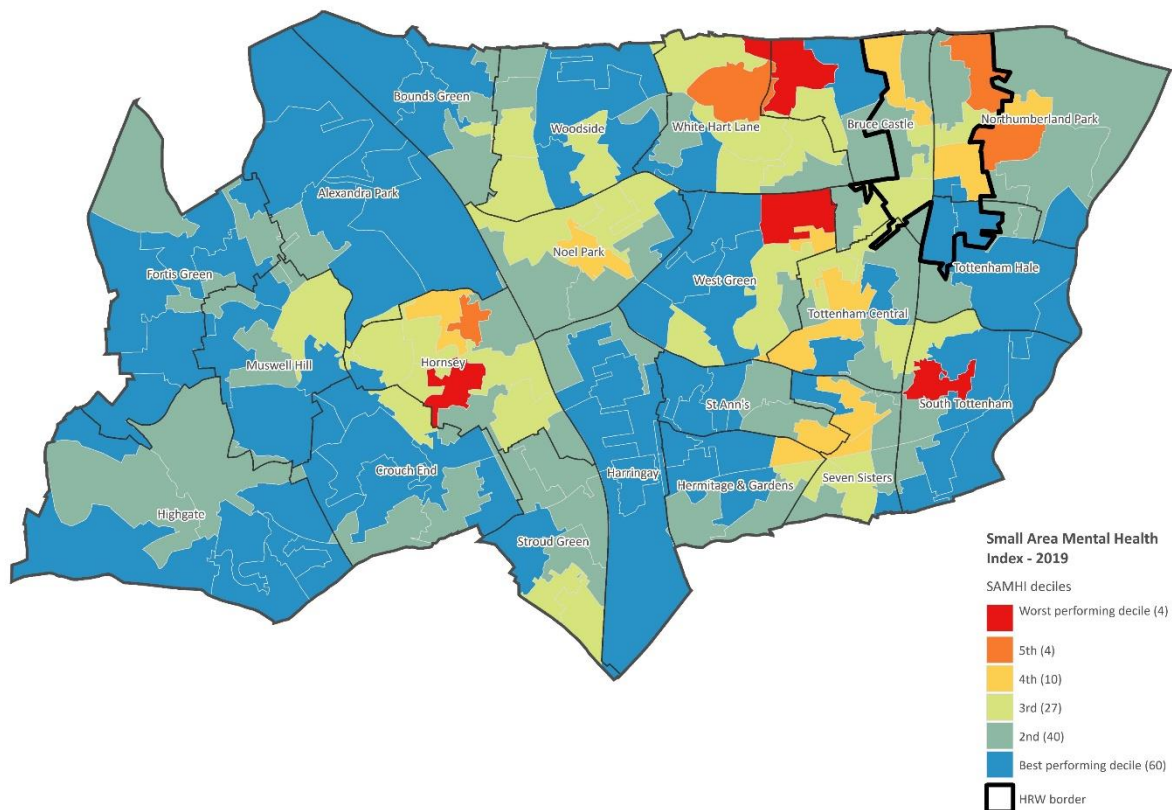 Bounds Green
Woodside
White Hart Lane
Bruce Castle
Northumberland Park
Alexandra Park
Noel Park
Fortis Green
West Green
Tottenham Hale
Tottenham Central
Muswell Hill
Hornsey
St Ann's
South Tottenham
Crouch End
Harringay
Hermitage & Gardens
Seven Sisters
Highgate
Stroud Green
Small Area Mental Health
Index - 2019
SAMHI deciles
Worst performing decile (4)
5th (4)
4th (10)
3rd (27)
2nd (40)
Best performing decile (60)
HRW border